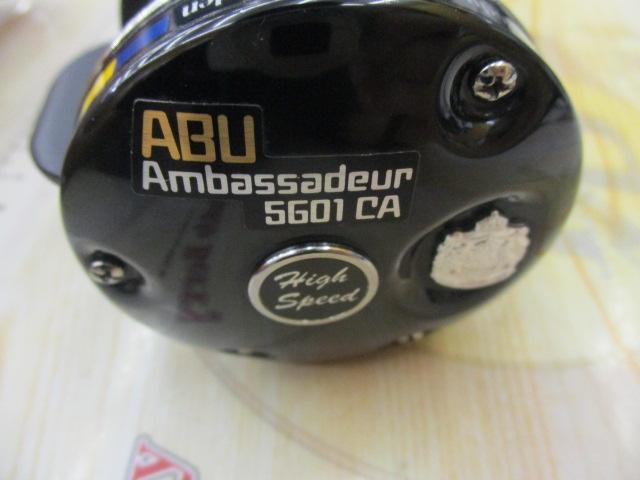 ABU
Ambassadeur
5601 CA
High
Speed